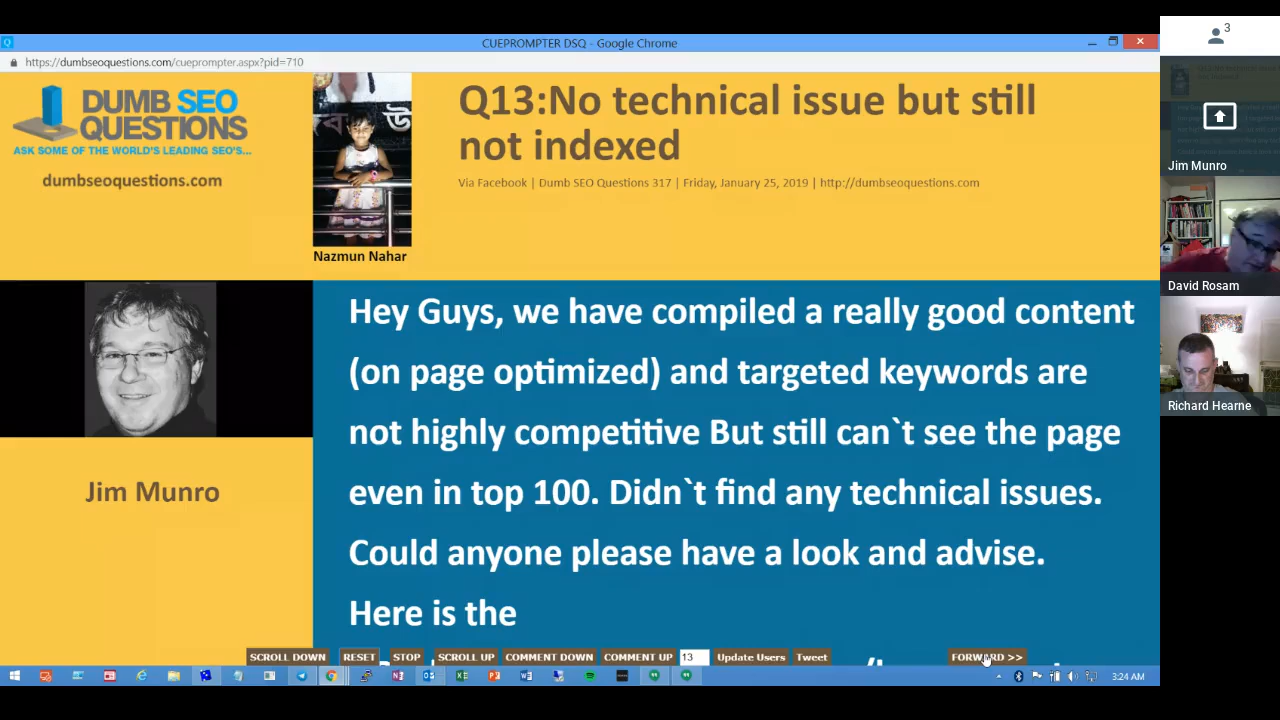 3
CUEPROMPTER DSQ - Google Chrome
https://dumbseoquestions.com/cueprompter.aspx?pid=710
DUMB SEO
QUESTIONS
ASK SOME OF THE WORLD'S LEADING SEO'S...
dumbseoquestions.com
উ
Nazmun Nahar
Q13:No technical issue but still
not indexed
Via Facebook | Dumb SEO Questions 317 | Friday, January 25, 2019 | http://dumbseoquestions.com
Jim Munro
Hey Guys, we have compiled a really good content
(on page optimized) and targeted keywords are
not highly competitive But still can`t see the page
even in top 100. Didn`t find any technical issues.
Could anyone please have a look and advise.
Here is the
SCROLL DOWN RESET STOP SCROLL UP COMMENT DOWN COMMENT UP 13 Update Users Tweet FORWARD >>
3:24 AM
Jim Munro
David Rosam
Richard Hearne